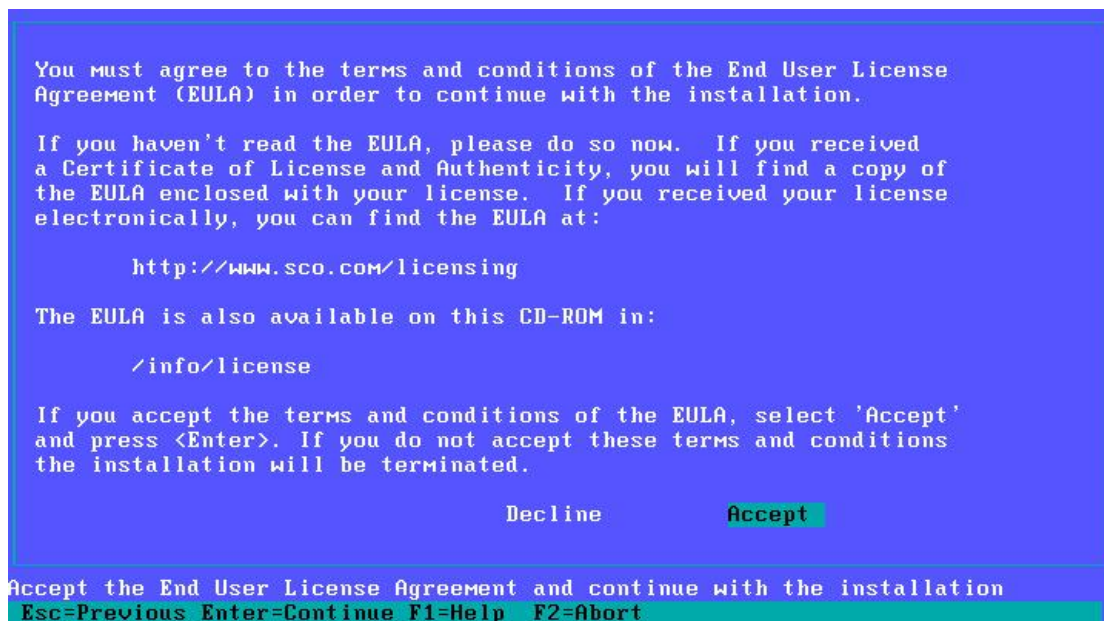 You must agree to the terms and conditions of the End User License
Agreement (EULA) in order to continue with the installation.
If you haven't read the EULA, please do so now.  If you received
a Certificate of License and Authenticity, you will find a copy of
the EULA enclosed with your license.  If you received your license
electronically, you can find the EULA at:
http://www.sco.com/licensing
The EULA is also available on this CD-ROM in:
/info/license
If you accept the terms and conditions of the EULA, select 'Accept'
and press <Enter>. If you do not accept these terms and conditions
the installation will be terminated.
Decline Accept
Accept the End User License Agreement and continue with the installation
Esc=Previous Enter=Continue F1=Help  F2=Abort